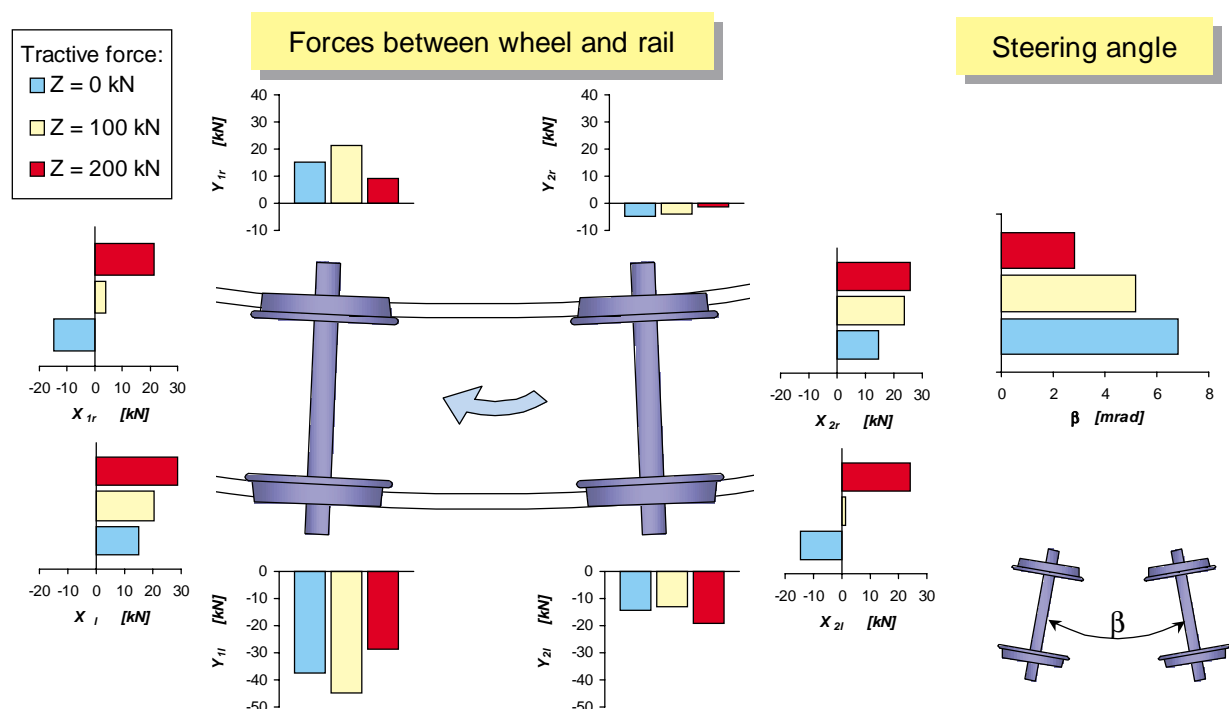 Forces between wheel and rail
Steering angle
Tractive force:
Z = 0 kN
Z = 100 kN
Z = 200 kN
Y 1r [kN]
40
30
20
10
0
-10
Y 2r [kN]
40
30
20
10
0
-10
-20 -10 0 10 20 30
X 1r [kN]
-20 -10 0 10 20 30
X 2r [kN]
0 2 4 6 8
β [mrad]
-20 -10 0 10 20 30
X l [kN]
-20 -10 0 10 20 30
X 2l [kN]
Y 1l [kN]
0
-10
-20
-30
-40
-50
Y 2l [kN]
0
-10
-20
-30
-40
-50
β